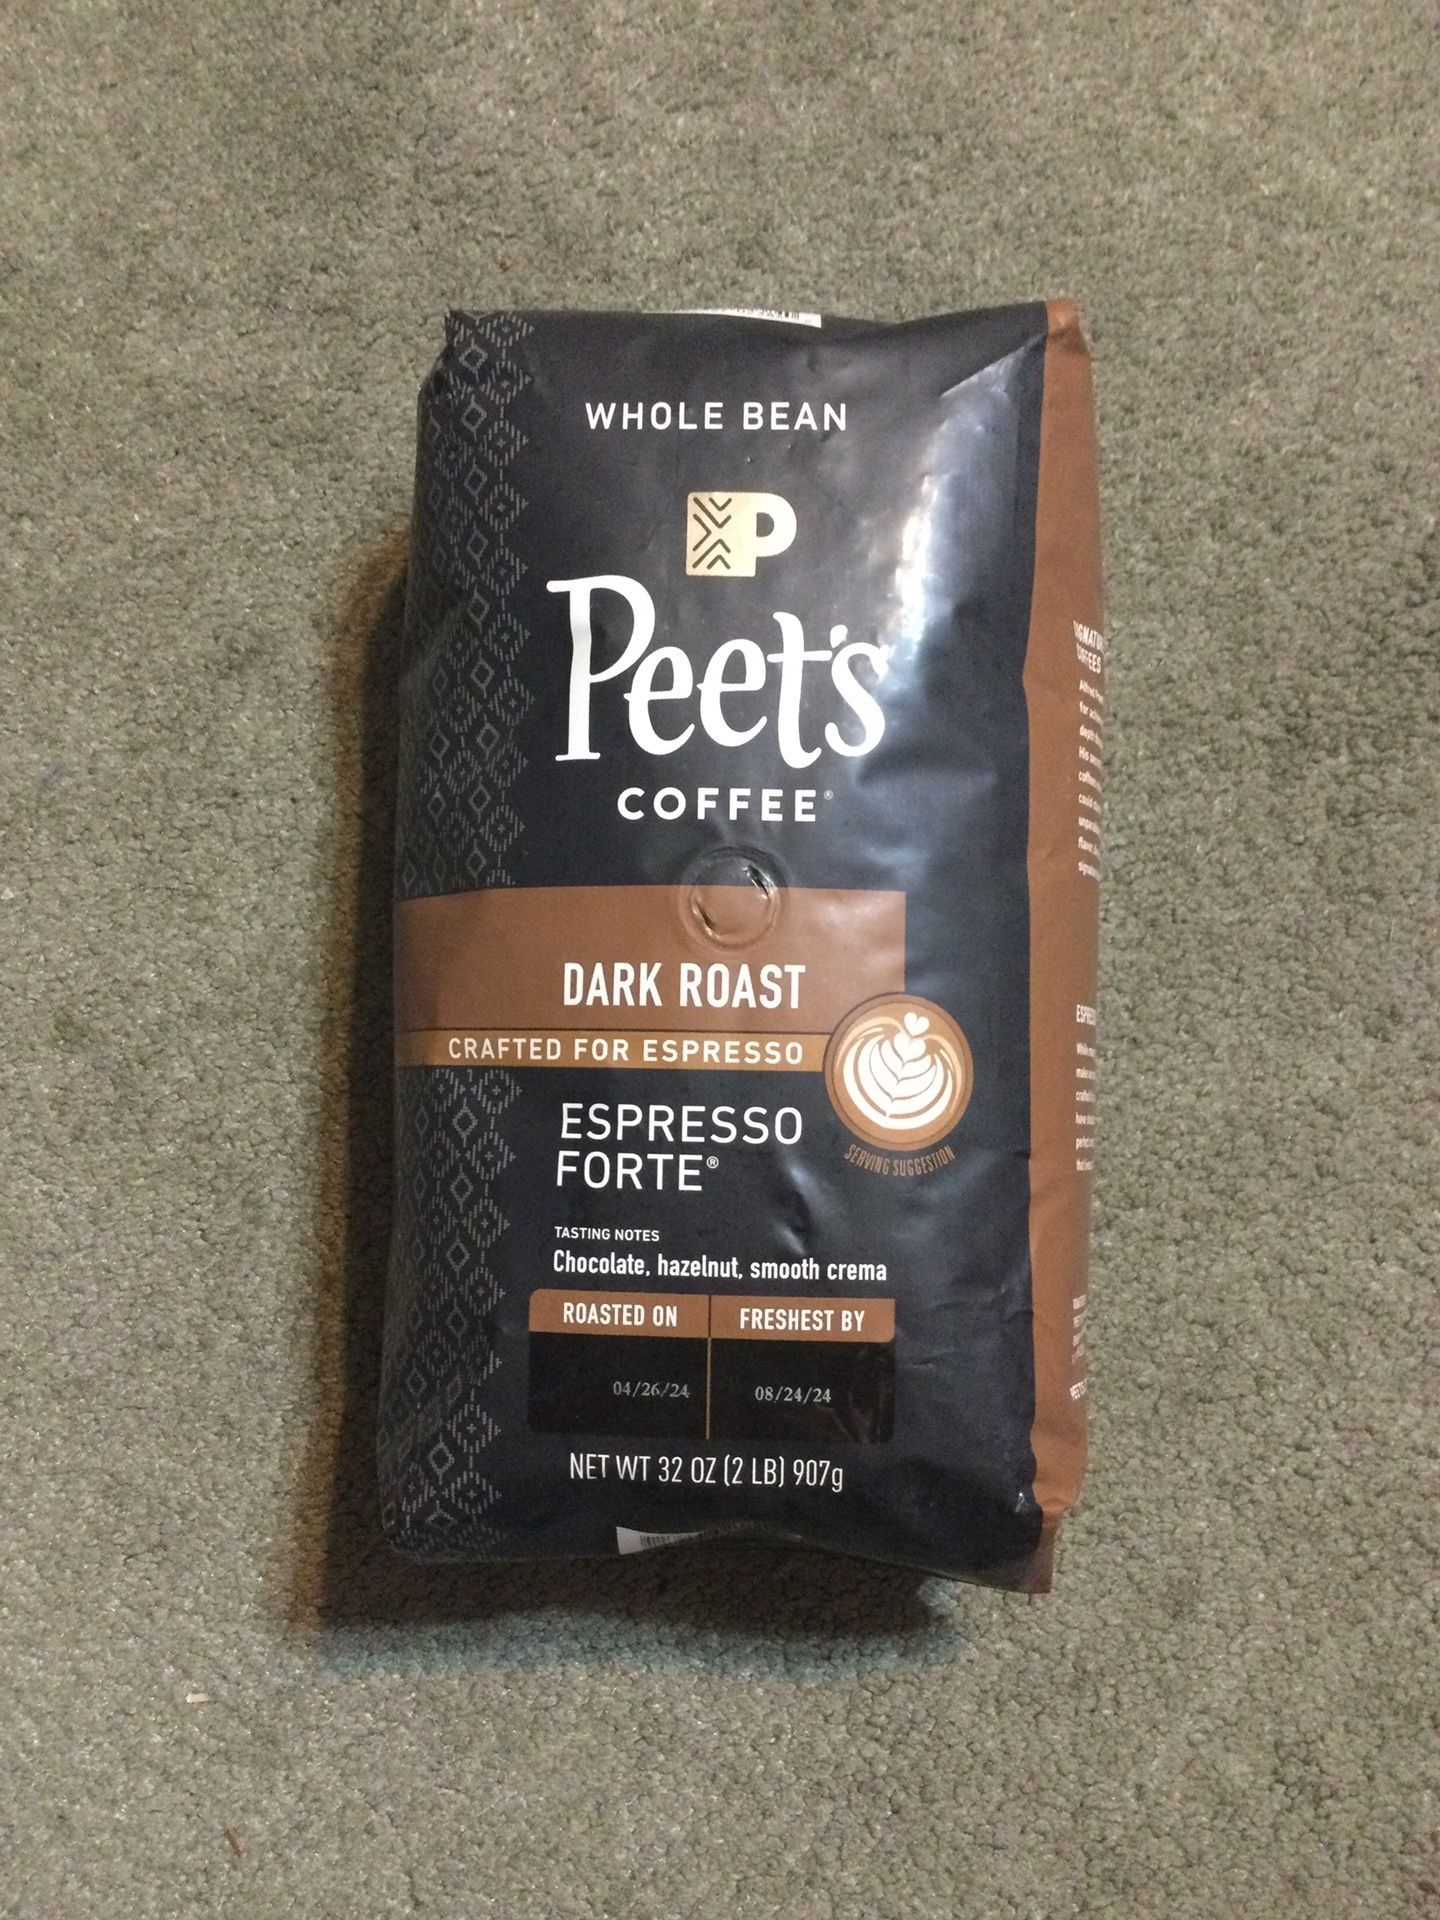 WHOLE BEAN
P
Peet's
COFFEE®
DARK ROAST
CRAFTED FOR ESPRESSO
ESPRESSO
FORTE®
SERVING SUGGESTION
TASTING NOTES
Chocolate, hazelnut, smooth crema
ROASTED ON
FRESHEST BY
04/26/24
08/24/24
NET WT 32 OZ (2 LB) 907g